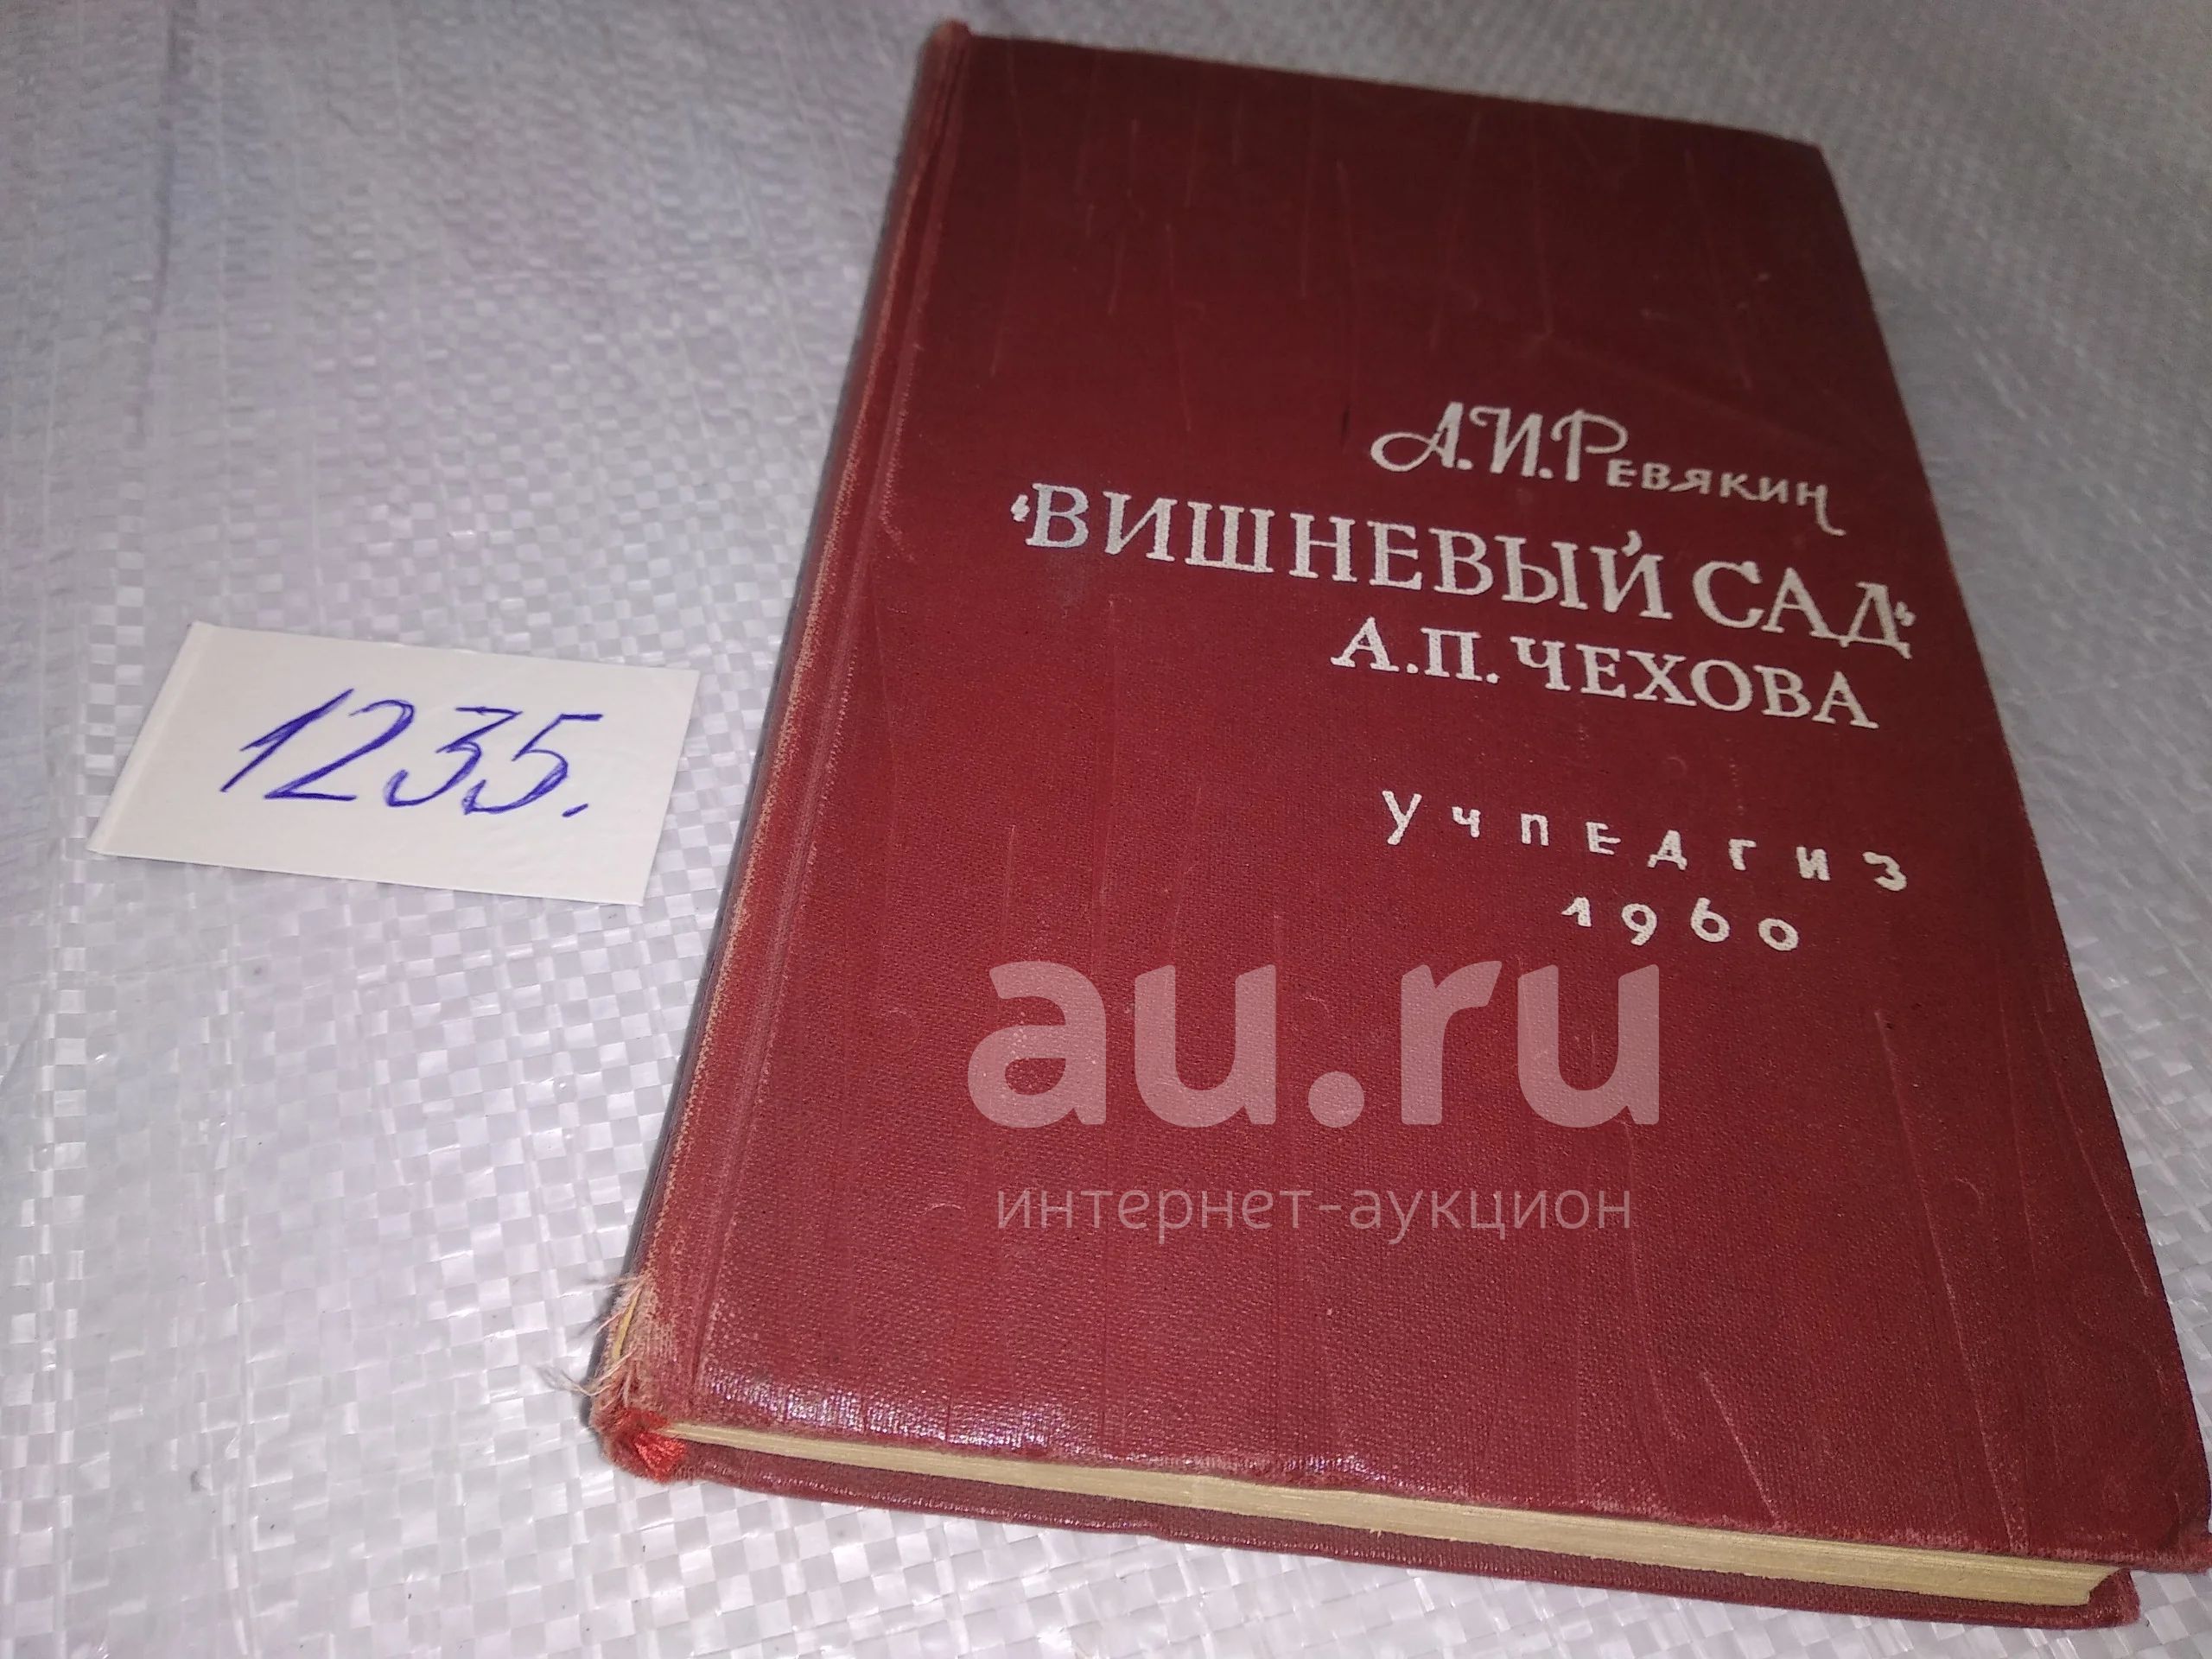 А.И. Ревякин
"ВИШНЕВЫЙ САД"
А.П. ЧЕХОВА
УЧПЕДГИЗ
1960
1235.
au.ru
интернет-аукцион